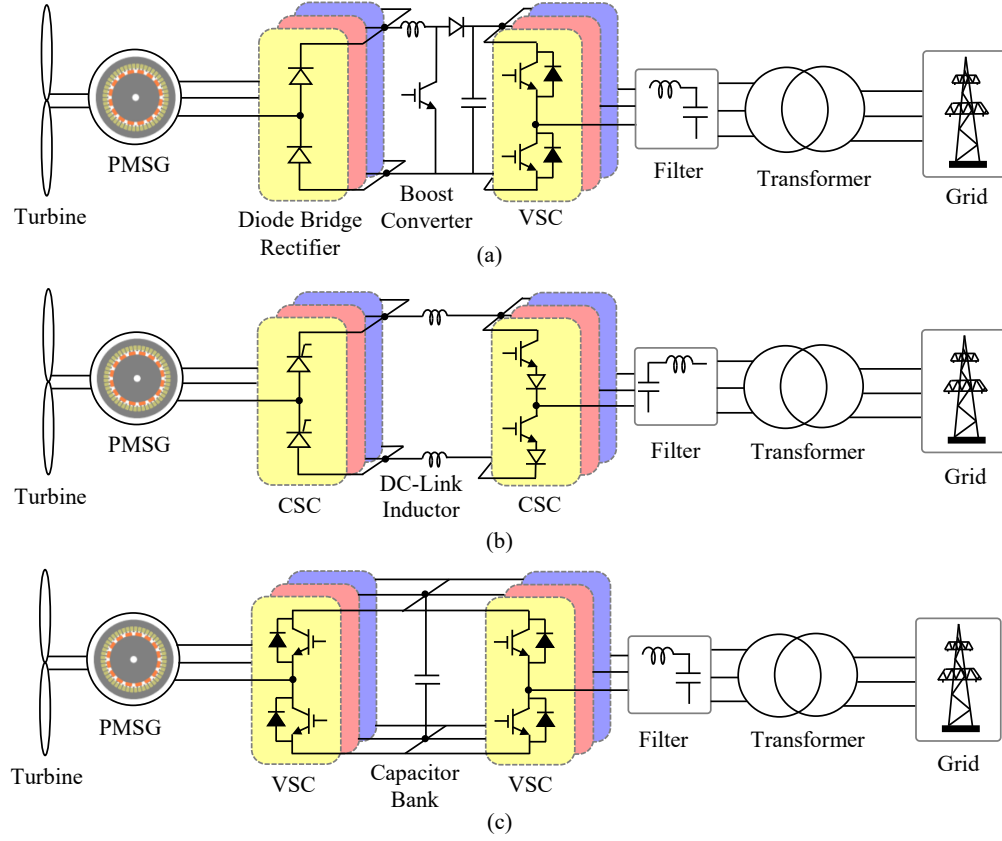 Turbine
PMSG
Diode Bridge
Rectifier
Boost
Converter
VSC
Filter
Transformer
Grid
(a)
Turbine
PMSG
CSC
DC-Link
Inductor
CSC
Filter
Transformer
Grid
(b)
Turbine
PMSG
VSC
Capacitor
Bank
VSC
Filter
Transformer
Grid
(c)